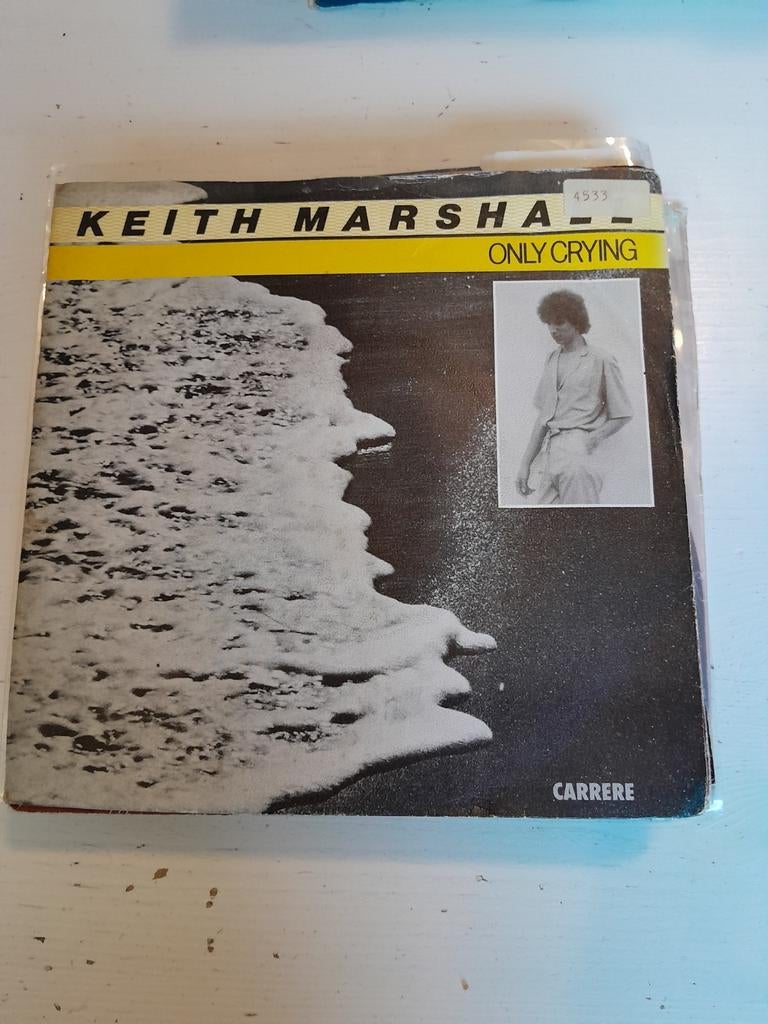 4533
KEITH MARSHALL
ONLY CRYING
CARRERE